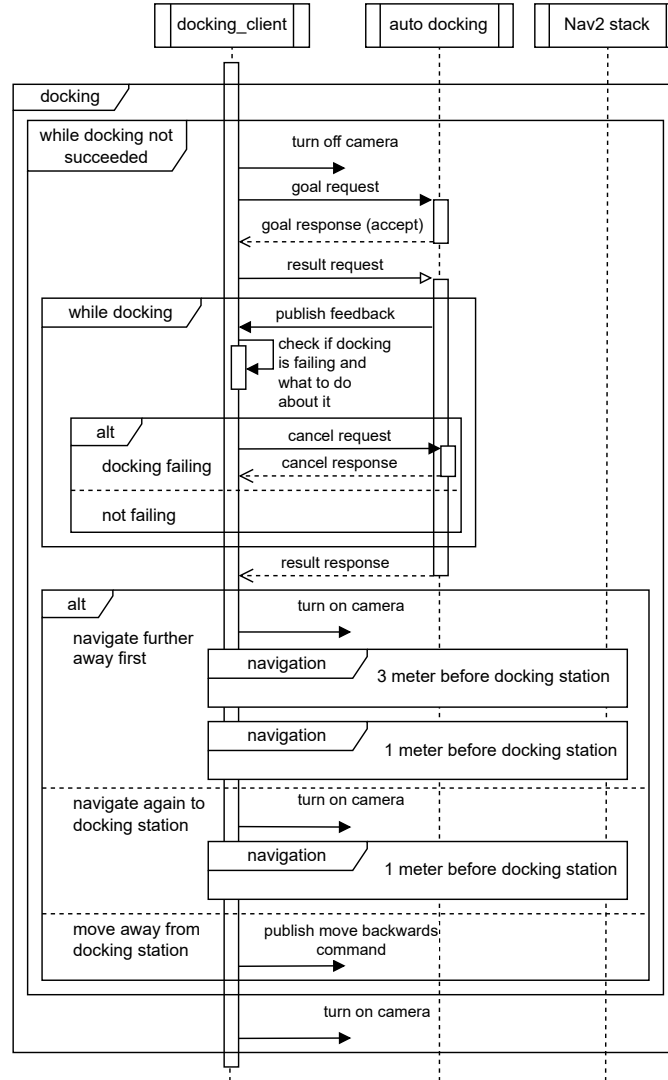 docking_client
auto docking
Nav2 stack
docking
while docking not
succeeded
turn off camera
goal request
goal response (accept)
result request
while docking
publish feedback
check if docking
is failing and
what to do
about it
alt
cancel request
docking failing
cancel response
not failing
result response
alt
turn on camera
navigate further
away first
navigation
3 meter before docking station
navigation
1 meter before docking station
navigate again to
docking station
turn on camera
navigation
1 meter before docking station
move away from
docking station
publish move backwards
command
turn on camera